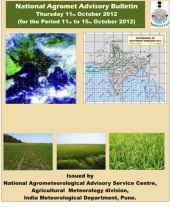 National Agromet Advisory Bulletin
Thursday 11th October 2012
(for the Period 11th to 15th October 2012)
Issued by
National Agrometeorological Advisory Service Centre,
Agricultural Meteorology division,
India Meteorological Department, Pune.